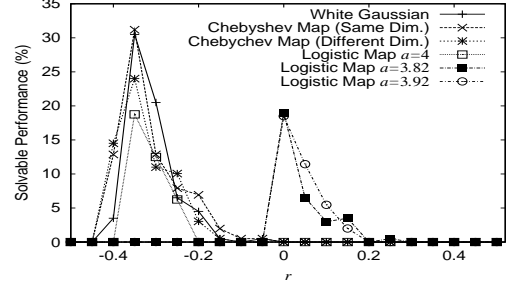 White Gaussian
Chebyshev Map (Same Dim.)
Chebychev Map (Different Dim.)
Logistic Map a=4
Logistic Map a=3.82
Logistic Map a=3.92
Solvable Performance (%)
35
30
25
20
15
10
5
0
-0.4
-0.2
0
0.2
0.4
r